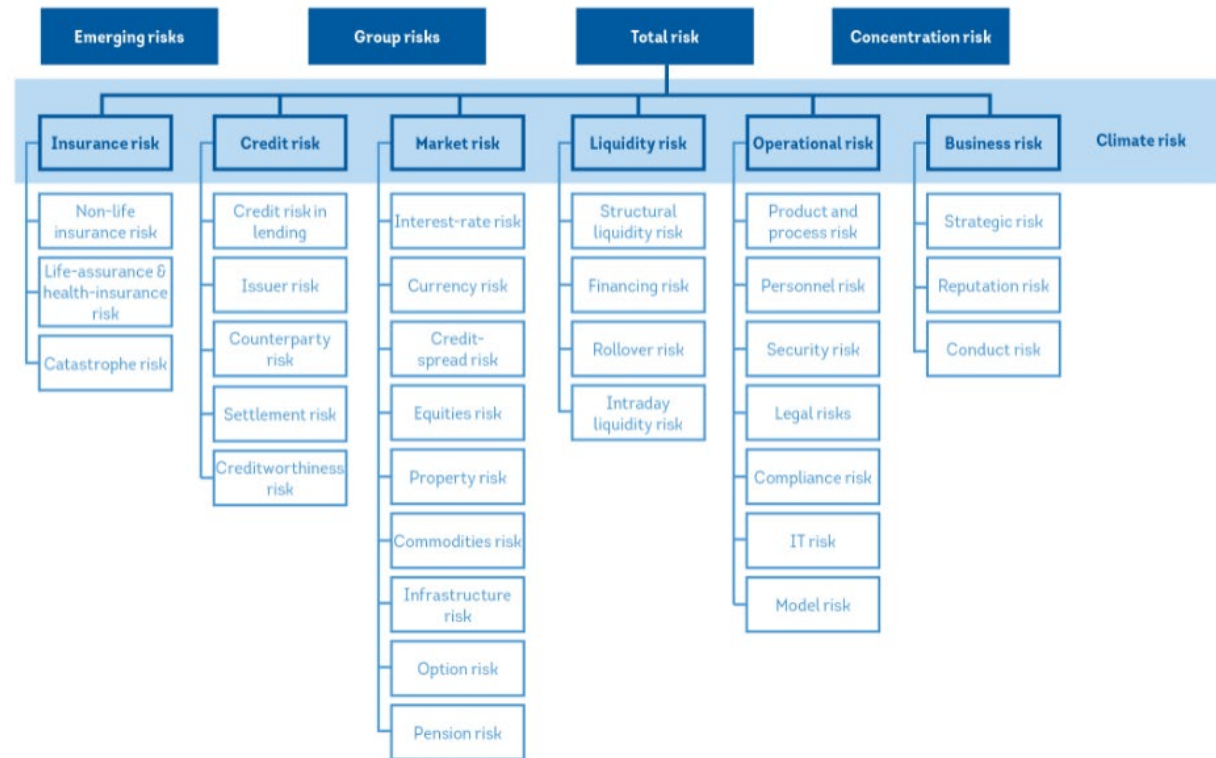 Emerging risks
Group risks
Total risk
Concentration risk
Insurance risk
Credit risk
Market risk
Liquidity risk
Operational risk
Business risk
Climate risk
Non-life
insurance risk
Life-assurance &
health-insurance
risk
Catastrophe risk
Credit risk in
lending
Issuer risk
Counterparty
risk
Settlement risk
Creditworthiness
risk
Interest-rate risk
Currency risk
Credit-
spread risk
Equities risk
Property risk
Commodities risk
Infrastructure
risk
Option risk
Pension risk
Structural
liquidity risk
Financing risk
Rollover risk
Intraday
liquidity risk
Product and
process risk
Personnel risk
Security risk
Legal risks
Compliance risk
IT risk
Model risk
Strategic risk
Reputation risk
Conduct risk